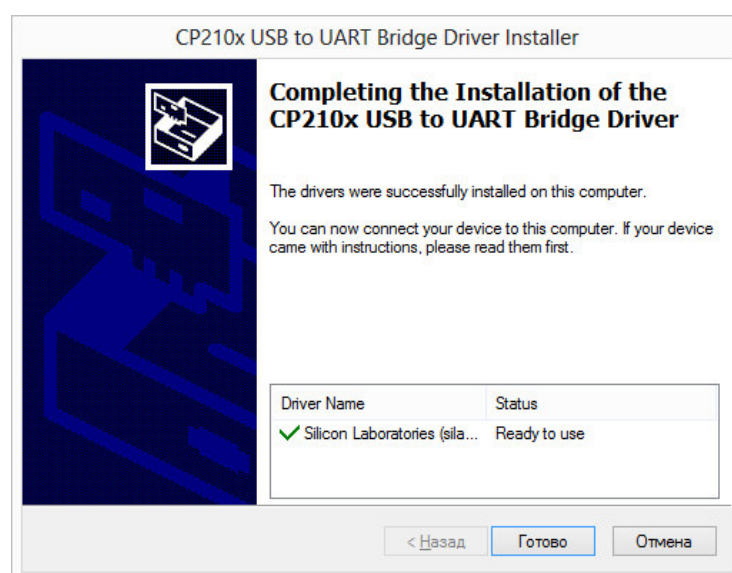 CP210x USB to UART Bridge Driver Installer
Completing the Installation of the
CP210x USB to UART Bridge Driver
The drivers were successfully installed on this computer.
You can now connect your device to this computer. If your device
came with instructions, please read them first.
Driver Name Status
Silicon Laboratories (sila... Ready to use
< Назад Готово Отмена